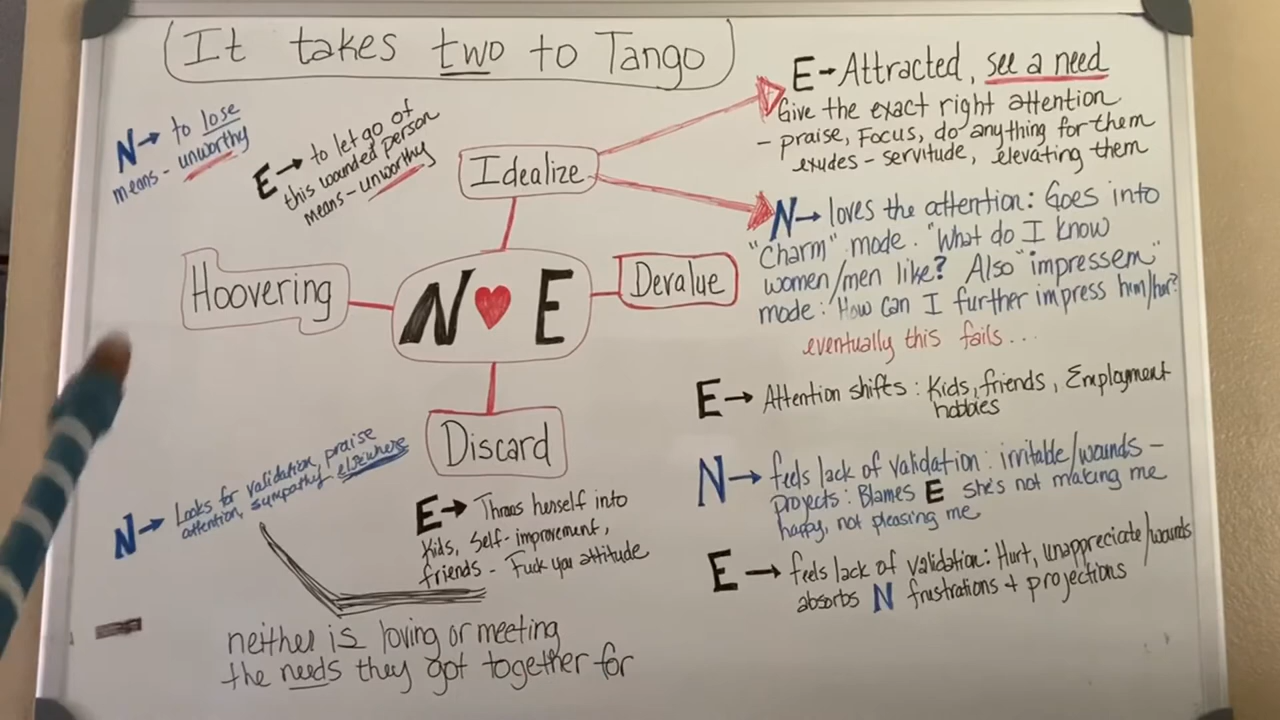 It takes two to Tango
N→ to lose
means - unworthy
E→ to let go of
this wounded person
means - unworthy
Idealize
E→Attracted, see a need
Give the exact right attention
- praise, Focus, do anything for them
exudes - servitude, elevating them
N→ loves the attention: Goes into
"Charm" mode. "What do I know
women/men like? Also "impressem"
mode: "How can I further impress him/her?
eventually this fails...
Hoovering
N ♥ E
Devalue
Discard
E→ Attention shifts: Kids, friends, Employment
hobbies
N→ feels lack of validation: irritable/wounds -
projects: Blames E she's not making me
happy, not pleasing me
E→ feels lack of validation: Hurt, unappreciate/wounds
absorbs N frustrations + projections
N→ Looks for validation, praise
attention, sympathy elsewhere
E→ Throws herself into
Kids, Self-improvement,
friends - Fuck you attitude
neither is loving or meeting
the needs they got together for